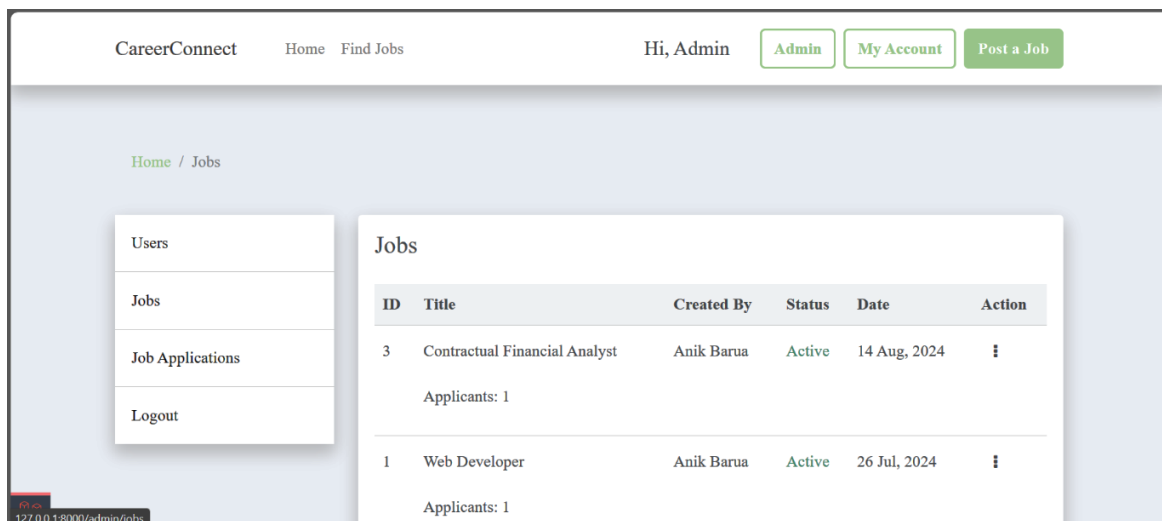 CareerConnect Home Find Jobs Hi, Admin Admin My Account Post a Job
Home / Jobs
Users
Jobs
Job Applications
Logout
Jobs
ID Title Created By Status Date Action
3 Contractual Financial Analyst Anik Barua Active 14 Aug, 2024
Applicants: 1
1 Web Developer Anik Barua Active 26 Jul, 2024
Applicants: 1
127.0.0.1:8000/admin/jobs